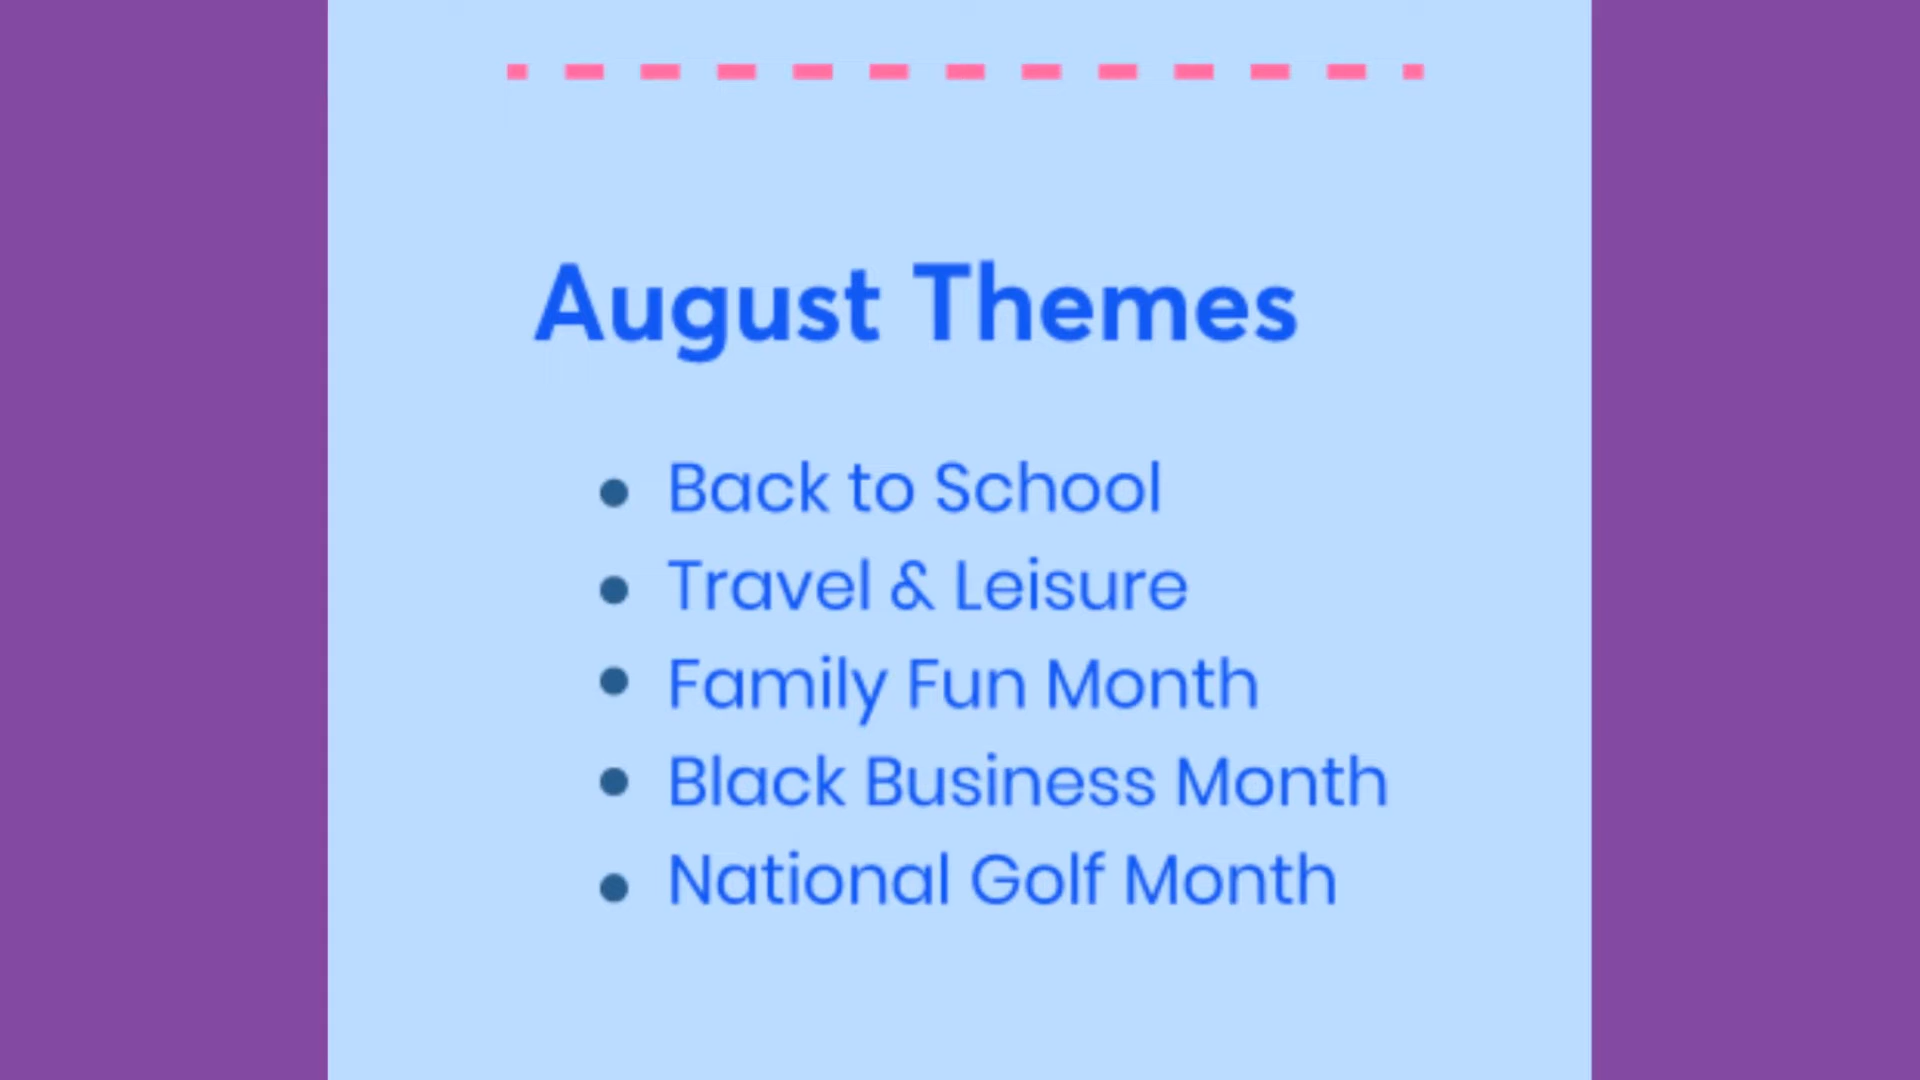 August Themes
Back to School
Travel & Leisure
Family Fun Month
Black Business Month
National Golf Month